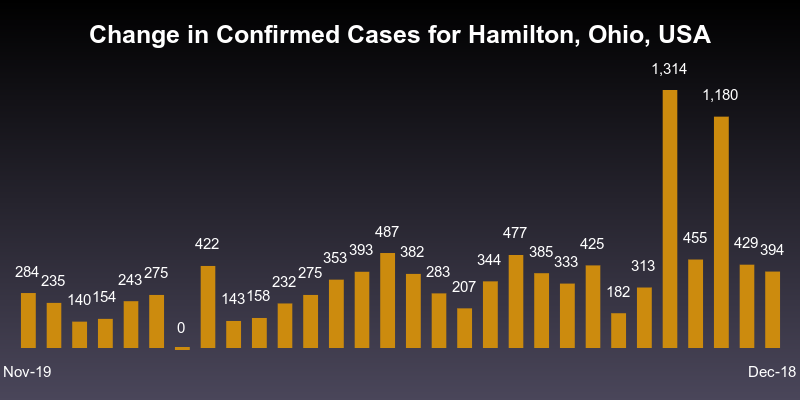 Change in Confirmed Cases for Hamilton, Ohio, USA
284 235 140 154 243 275 0 422 143 158 232 275 353 393 487 382 283 207 344 477 385 333 425 182 313 1,314 455 1,180 429 394
Nov-19 Dec-18